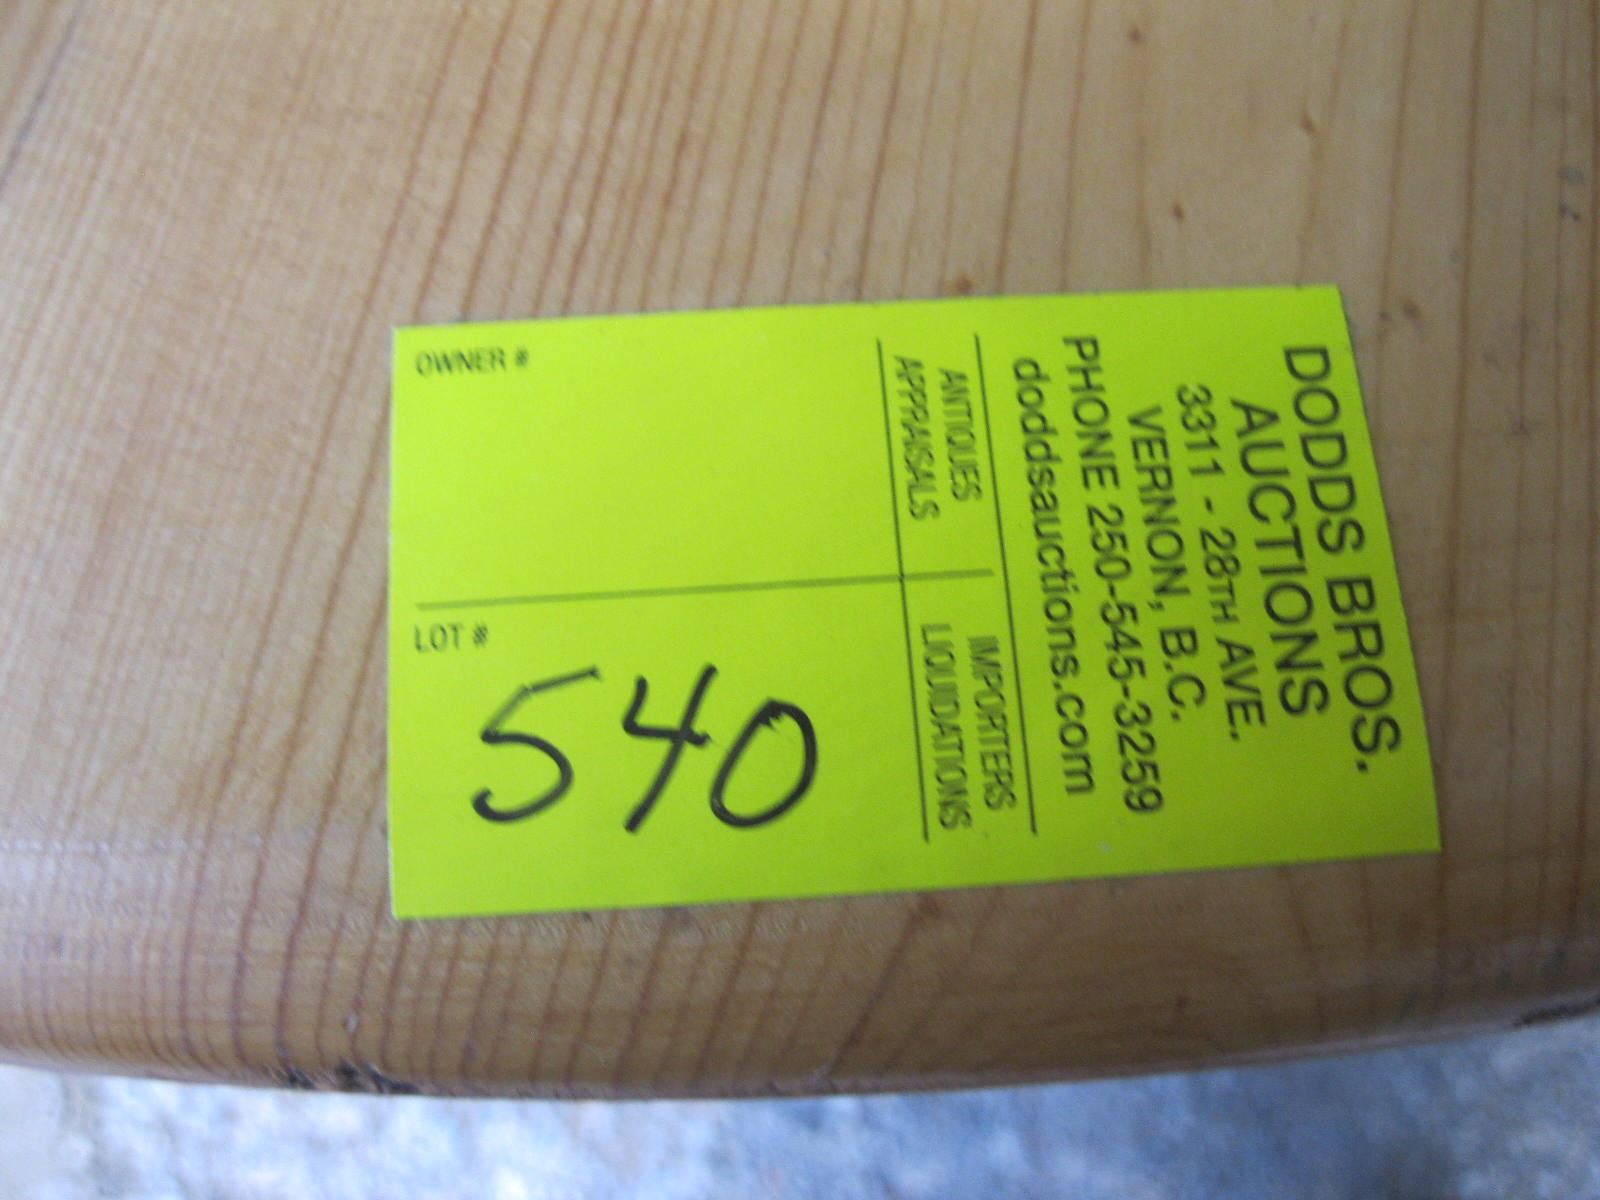 DODDS BROS.
AUCTIONS
3311 - 28TH AVE.
VERNON, B.C.
PHONE 250-545-3259
doddsauctions.com
ANTIQUES
APPRAISALS
IMPORTERS
LIQUIDATIONS
OWNER #
LOT #
540